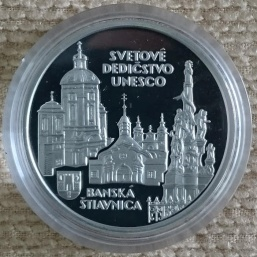 SVETOVÉ
DEDIČSTVO
UNESCO
BANSKÁ
ŠTIAVNICA